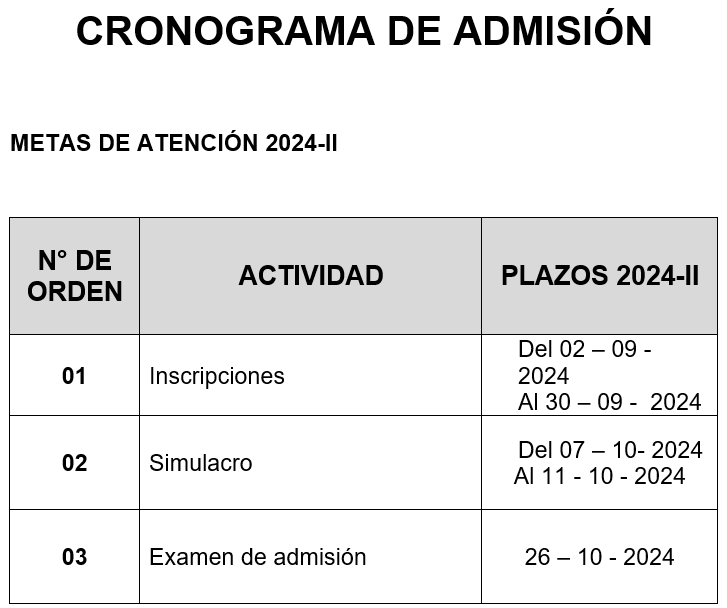 CRONOGRAMA DE ADMISIÓN
METAS DE ATENCIÓN 2024-II
N° DE
ORDEN
ACTIVIDAD
PLAZOS 2024-II
01
Inscripciones
Del 02 – 09 -
2024
Al 30 – 09 -  2024
02
Simulacro
Del 07 – 10- 2024
Al 11 - 10 - 2024
03
Examen de admisión
26 – 10 - 2024